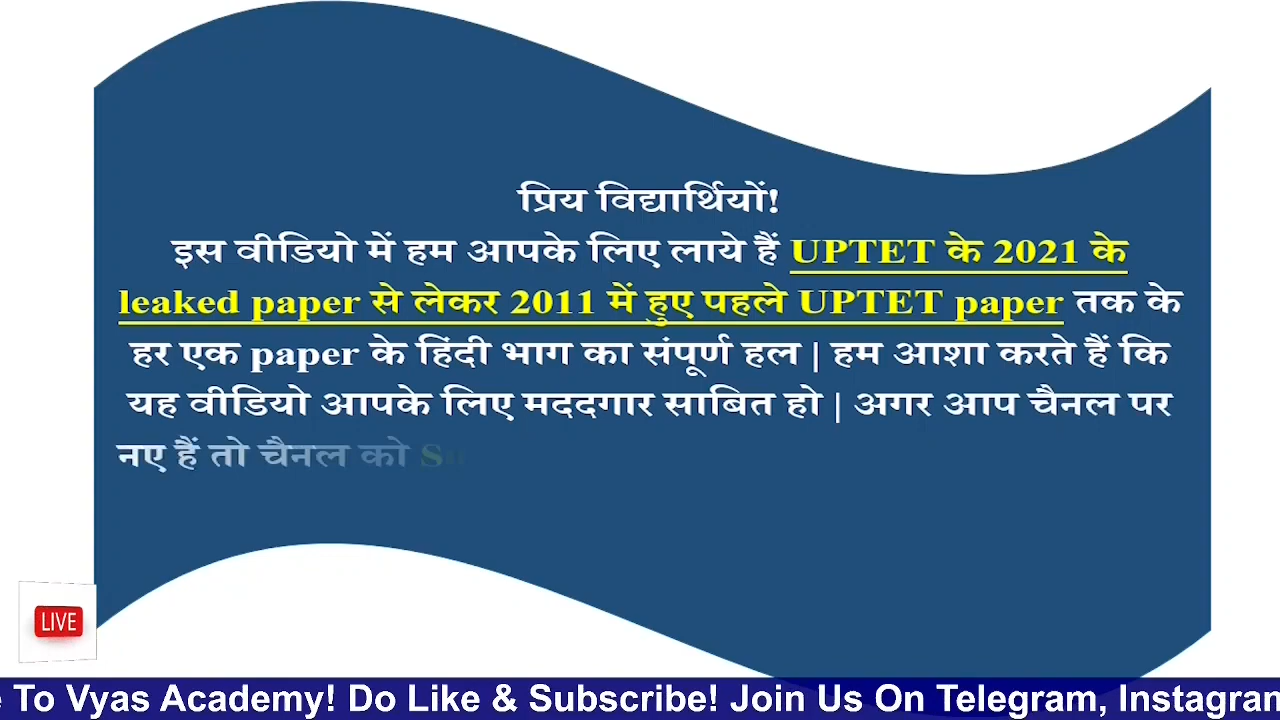 प्रिय विद्यार्थियों!
इस वीडियो में हम आपके लिए लाये हैं UPTET के 2021 के
leaked paper से लेकर 2011 में हुए पहले UPTET paper तक के
हर एक paper के हिंदी भाग का संपूर्ण हल | हम आशा करते हैं कि
यह वीडियो आपके लिए मददगार साबित हो | अगर आप चैनल पर
नए हैं तो चैनल को
LIVE
To Vyas Academy! Do Like & Subscribe! Join Us On Telegram, Instagram